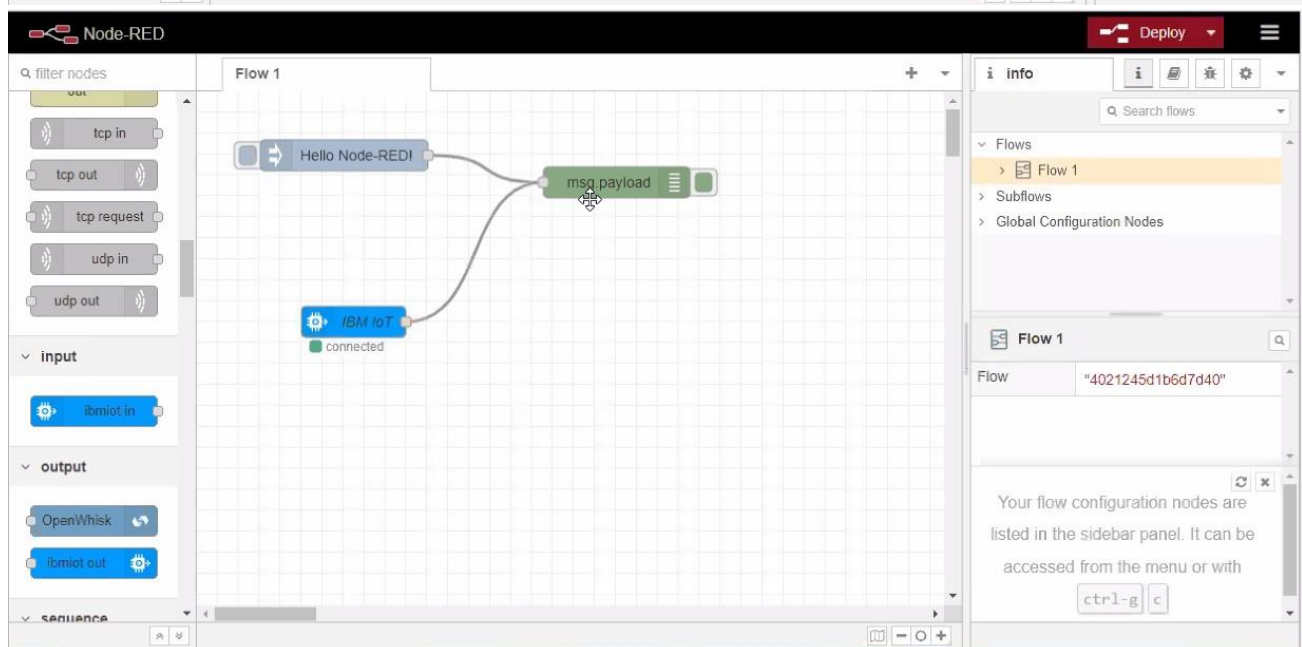 Node-RED
Deploy
filter nodes
Flow 1
info
i
Search flows
out
tcp in
tcp out
tcp request
udp in
udp out
input
ibmiot in
output
OpenWhisk
ibmiot out
sequence
Hello Node-RED!
msg.payload
IBM IoT
connected
Flows
Flow 1
Subflows
Global Configuration Nodes
Flow 1
Flow "4021245d1b6d7d40"
Your flow configuration nodes are
listed in the sidebar panel. It can be
accessed from the menu or with
ctrl-g c